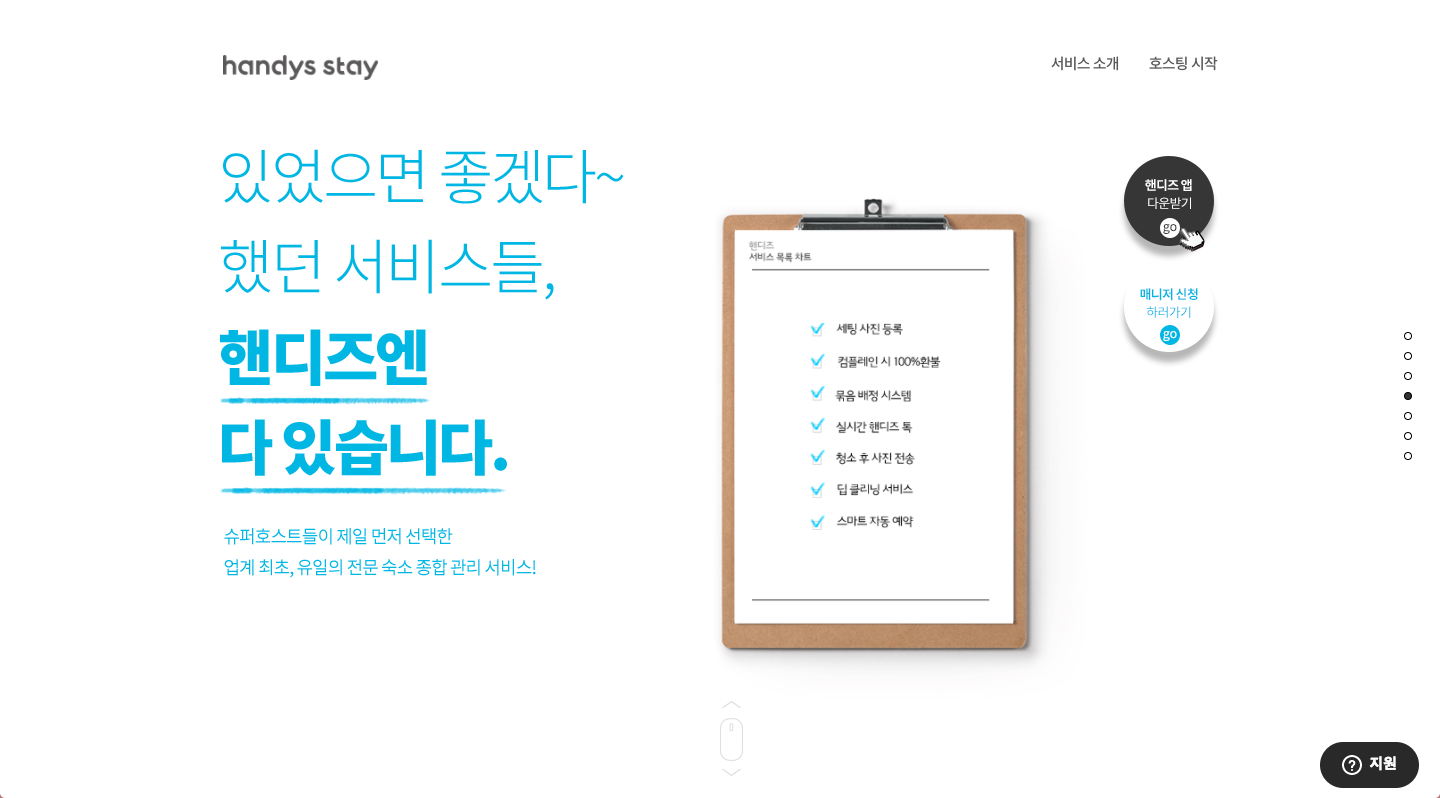 handys stay
서비스 소개
호스팅 시작
있었으면 좋겠다~
했던 서비스들,
핸디즈엔
다 있습니다.
슈퍼호스트들이 제일 먼저 선택한
업계 최초, 유일의 전문 숙소 종합 관리 서비스!
핸디즈
서비스 목록 차트
세팅 사진 등록
컴플레인 시 100%환불
묶음 배정 시스템
실시간 핸디즈 톡
청소 후 사진 전송
딥 클리닝 서비스
스마트 자동 예약
핸디즈 앱
다운받기
go
매니저 신청
하러가기
go
지원